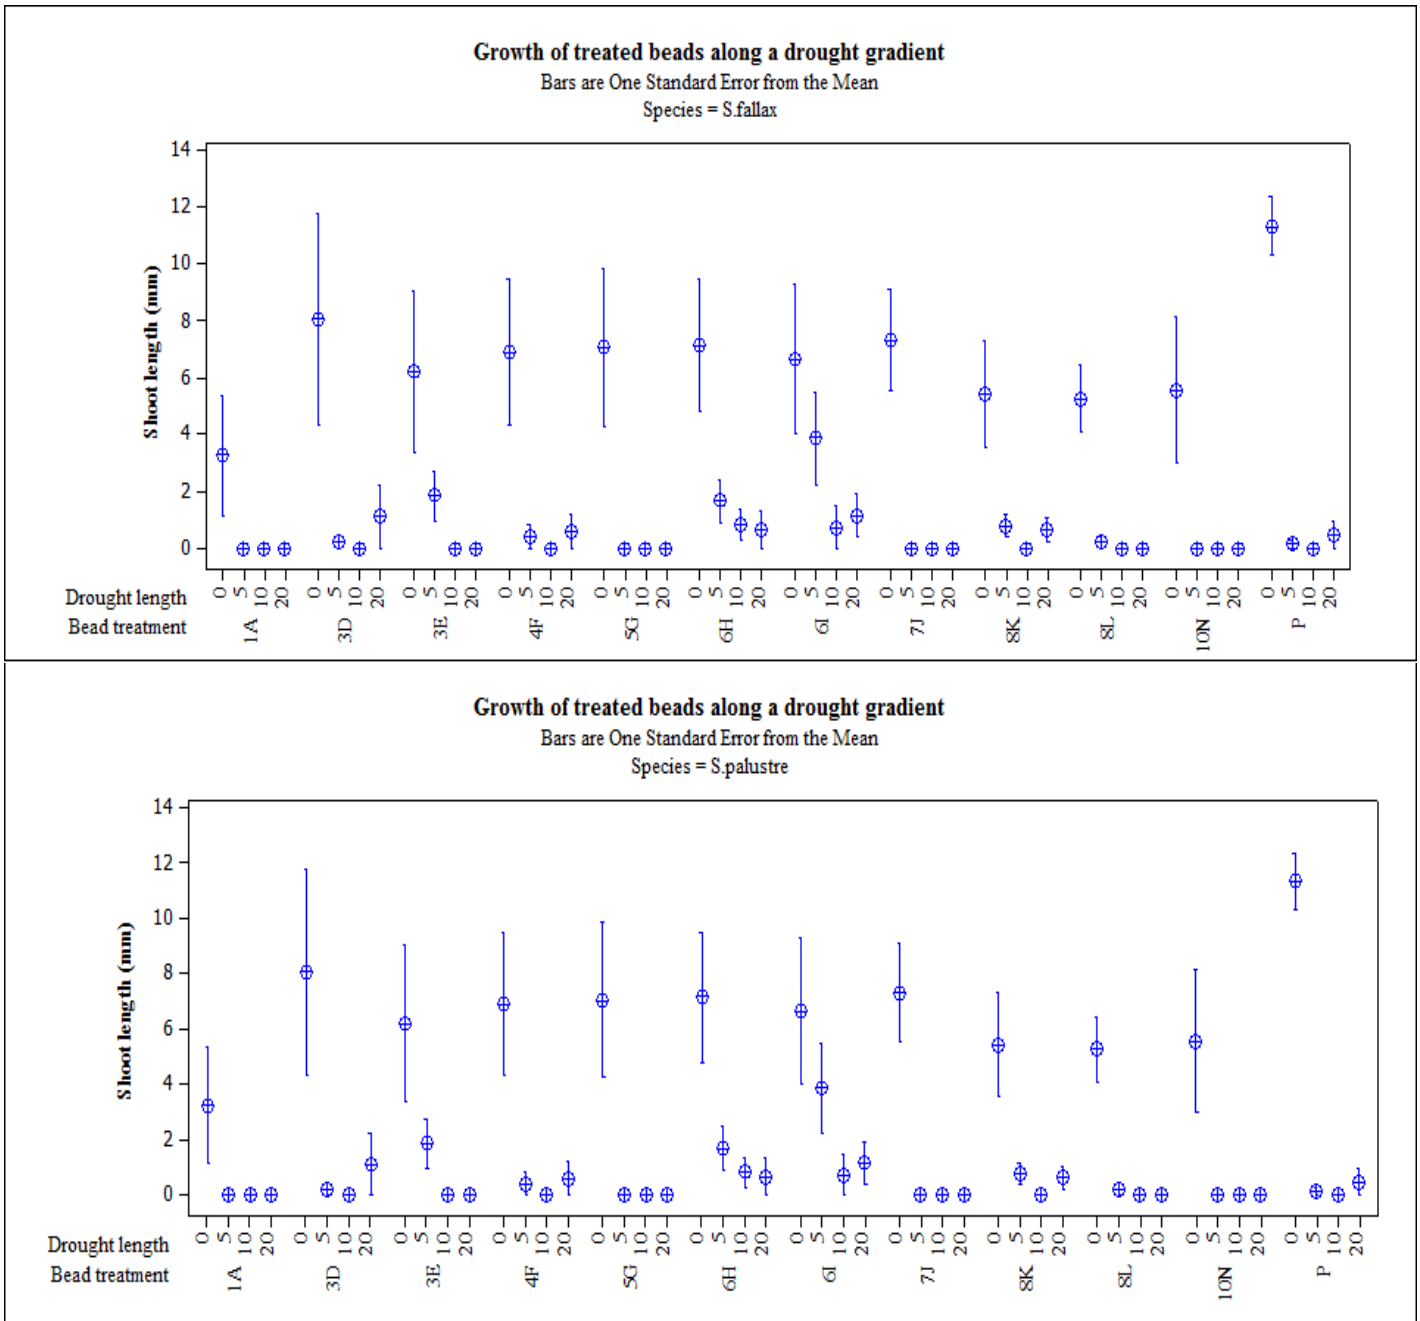 Growth of treated beads along a drought gradient
Bars are One Standard Error from the Mean
Species = S.fallax
Shoot length (mm)
14
12
10
8
6
4
2
0
Drought length 0 5 10 20 0 5 10 20 0 5 10 20 0 5 10 20 0 5 10 20 0 5 10 20 0 5 10 20 0 5 10 20 0 5 10 20 0 5 10 20 0 5 10 20 0 5 10 20
Bead treatment 1A 3D 3E 4F 5G 6H 6I 7J 8K 8L 10N P
Growth of treated beads along a drought gradient
Bars are One Standard Error from the Mean
Species = S.palustre
Shoot length (mm)
14
12
10
8
6
4
2
0
Drought length 0 5 10 20 0 5 10 20 0 5 10 20 0 5 10 20 0 5 10 20 0 5 10 20 0 5 10 20 0 5 10 20 0 5 10 20 0 5 10 20 0 5 10 20 0 5 10 20
Bead treatment 1A 3D 3E 4F 5G 6H 6I 7J 8K 8L 10N P